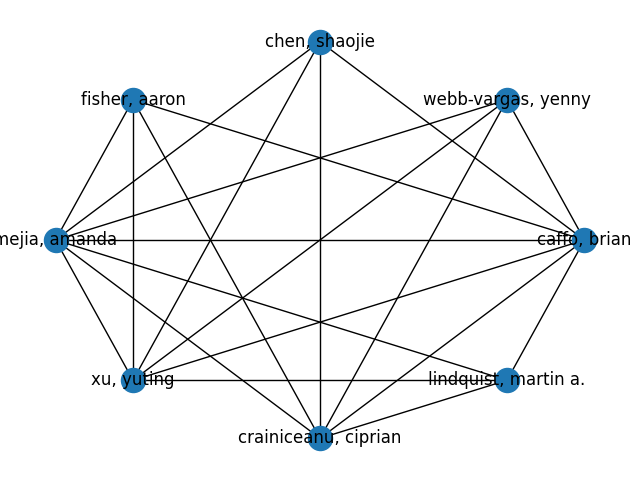 chen, shaojie
fisher, aaron
webb-vargas, yenny
mejia, amanda
caffo, brian
xu, yuting
lindquist, martin a.
crainiceanu, ciprian